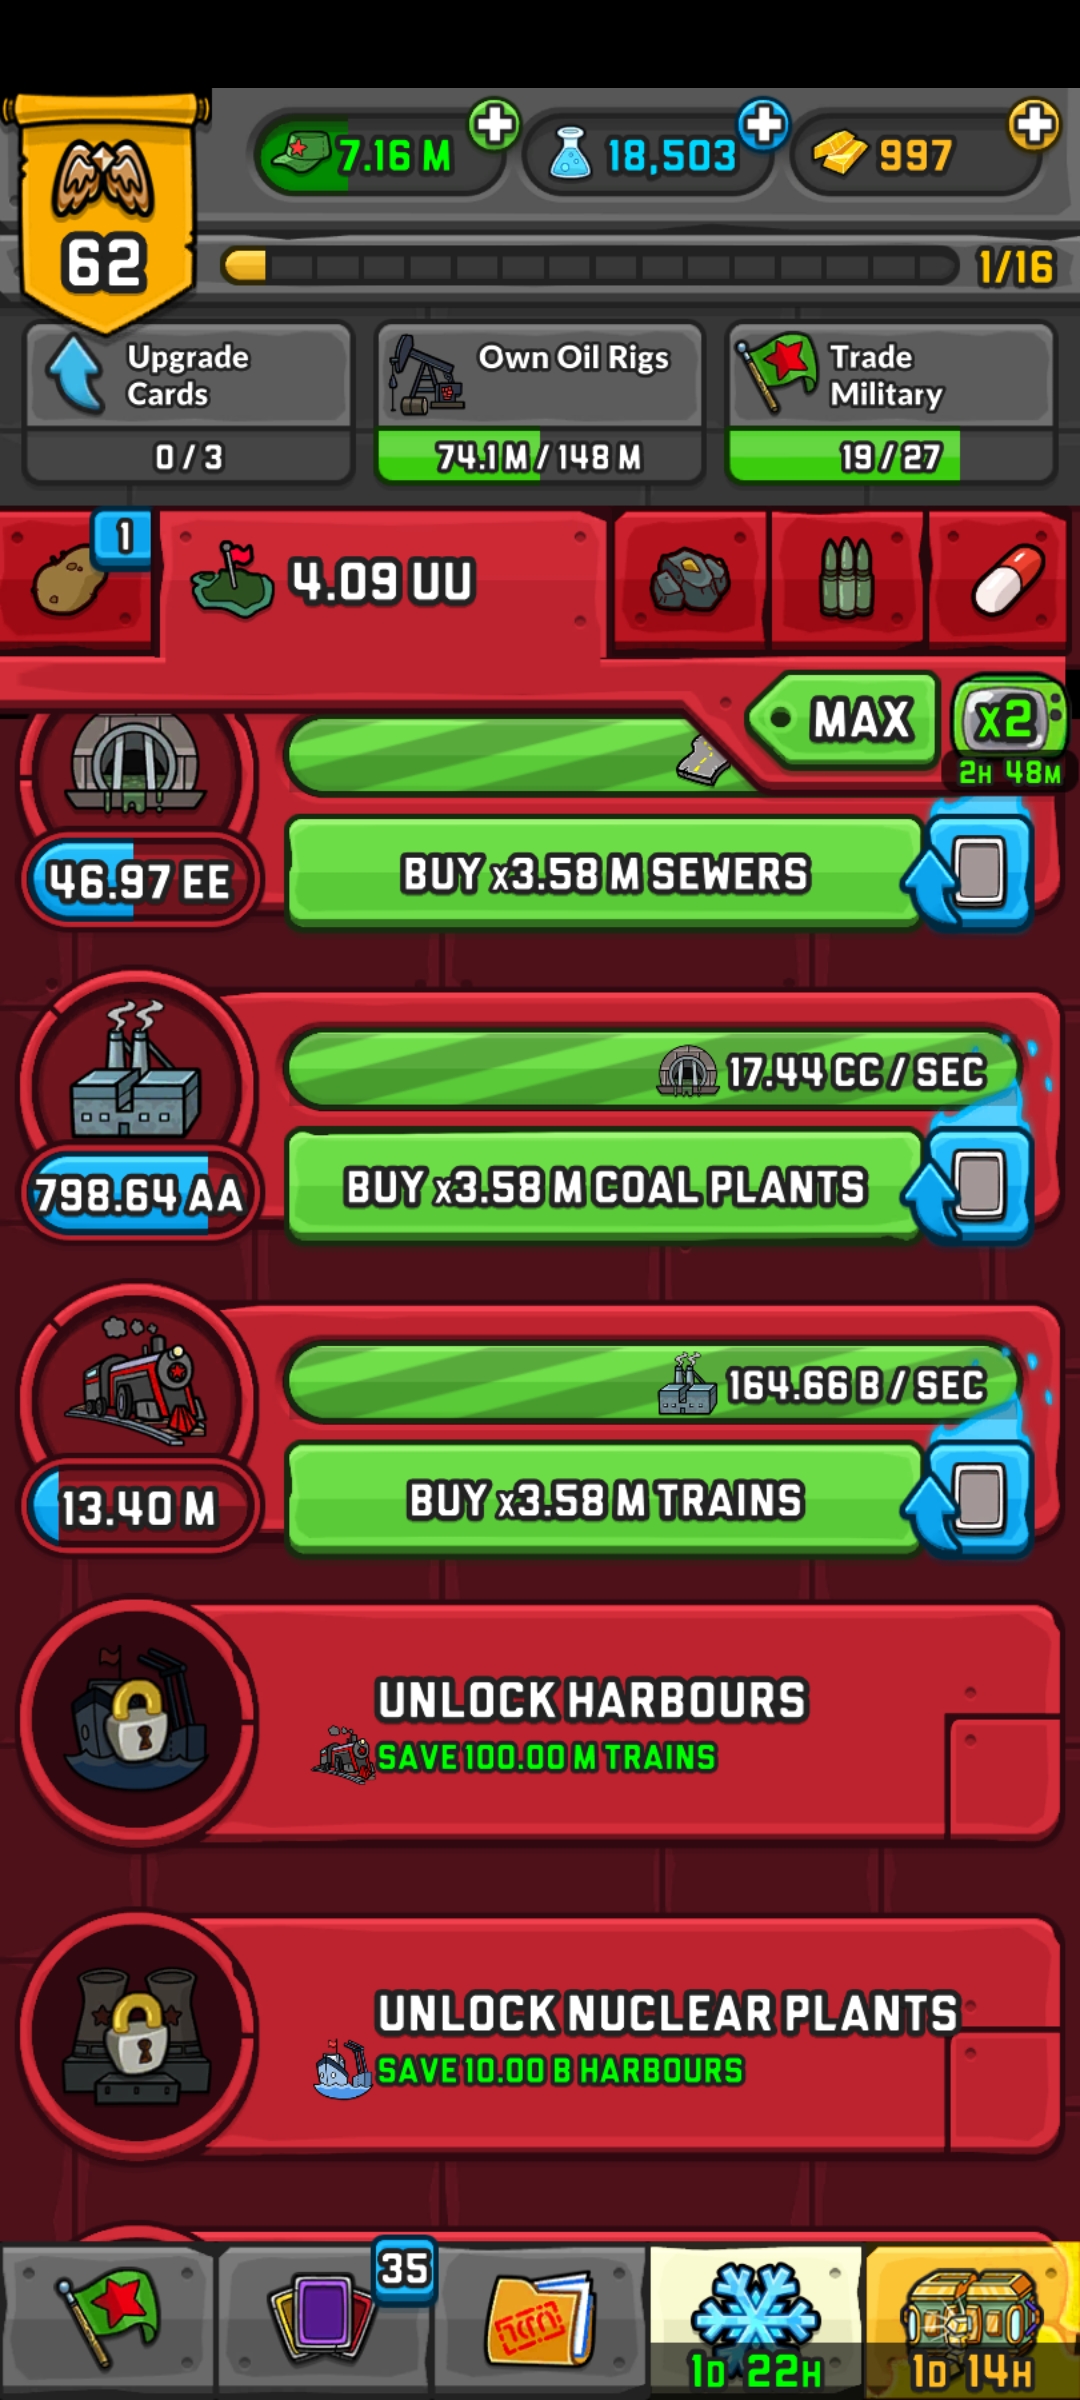 7.16 M
18,503
997
62
1/16
Upgrade
Cards
0 / 3
Own Oil Rigs
74.1 M / 148 M
Trade
Military
19 / 27
1
4.09 UU
MAX
x2
2H 48M
46.97 EE
BUY x3.58 M SEWERS
17.44 CC / SEC
798.64 AA
BUY x3.58 M COAL PLANTS
164.66 B / SEC
13.40 M
BUY x3.58 M TRAINS
UNLOCK HARBOURS
SAVE 100.00 M TRAINS
UNLOCK NUCLEAR PLANTS
SAVE 10.00 B HARBOURS
35
1D 22H
1D 14H